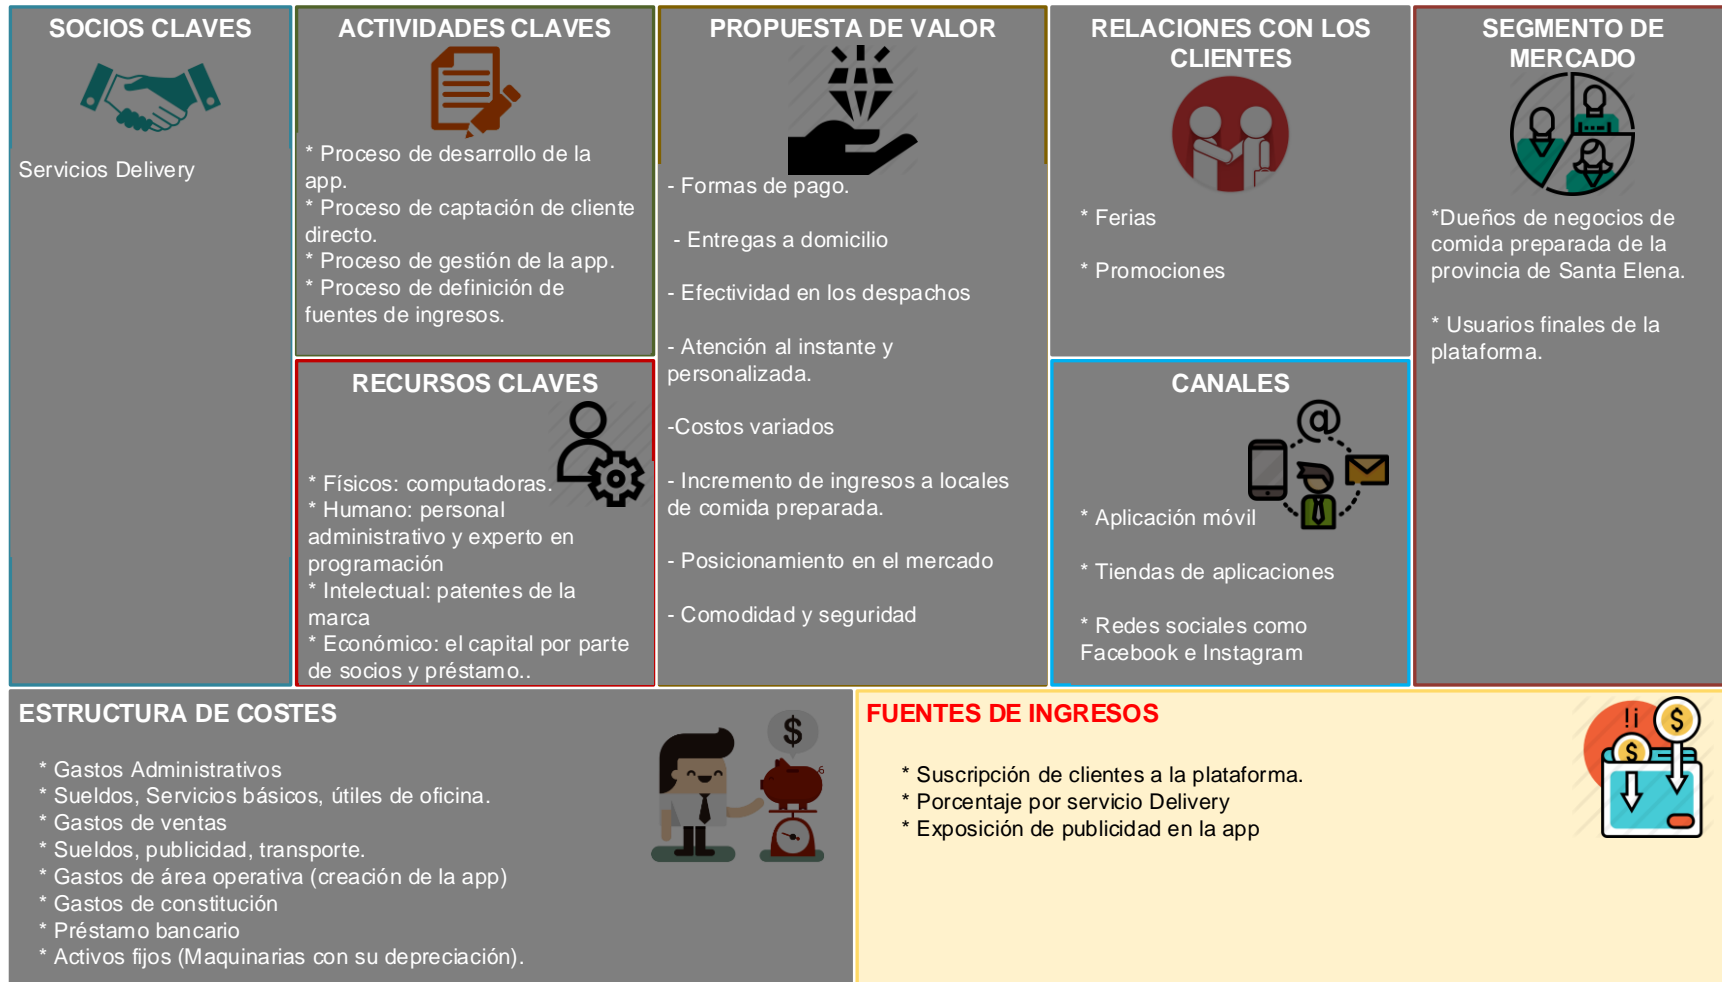 SOCIOS CLAVES
Servicios Delivery
ACTIVIDADES CLAVES
* Proceso de desarrollo de la
app.
* Proceso de captación de cliente
directo.
* Proceso de gestión de la app.
* Proceso de definición de
fuentes de ingresos.
RECURSOS CLAVES
* Físicos: computadoras.
* Humano: personal
administrativo y experto en
programación
* Intelectual: patentes de la
marca
* Económico: el capital por parte
de socios y préstamo..
PROPUESTA DE VALOR
- Formas de pago.
- Entregas a domicilio
- Efectividad en los despachos
- Atención al instante y
personalizada.
-Costos variados
- Incremento de ingresos a locales
de comida preparada.
- Posicionamiento en el mercado
- Comodidad y seguridad
RELACIONES CON LOS
CLIENTES
* Ferias
* Promociones
CANALES
@
* Aplicación móvil
* Tiendas de aplicaciones
* Redes sociales como
Facebook e Instagram
SEGMENTO DE
MERCADO
*Dueños de negocios de
comida preparada de la
provincia de Santa Elena.
* Usuarios finales de la
plataforma.
ESTRUCTURA DE COSTES
$
6
* Gastos Administrativos
* Sueldos, Servicios básicos, útiles de oficina.
* Gastos de ventas
* Sueldos, publicidad, transporte.
* Gastos de área operativa (creación de la app)
* Gastos de constitución
* Préstamo bancario
* Activos fijos (Maquinarias con su depreciación).
FUENTES DE INGRESOS
!i $
$
* Suscripción de clientes a la plataforma.
* Porcentaje por servicio Delivery
* Exposición de publicidad en la app